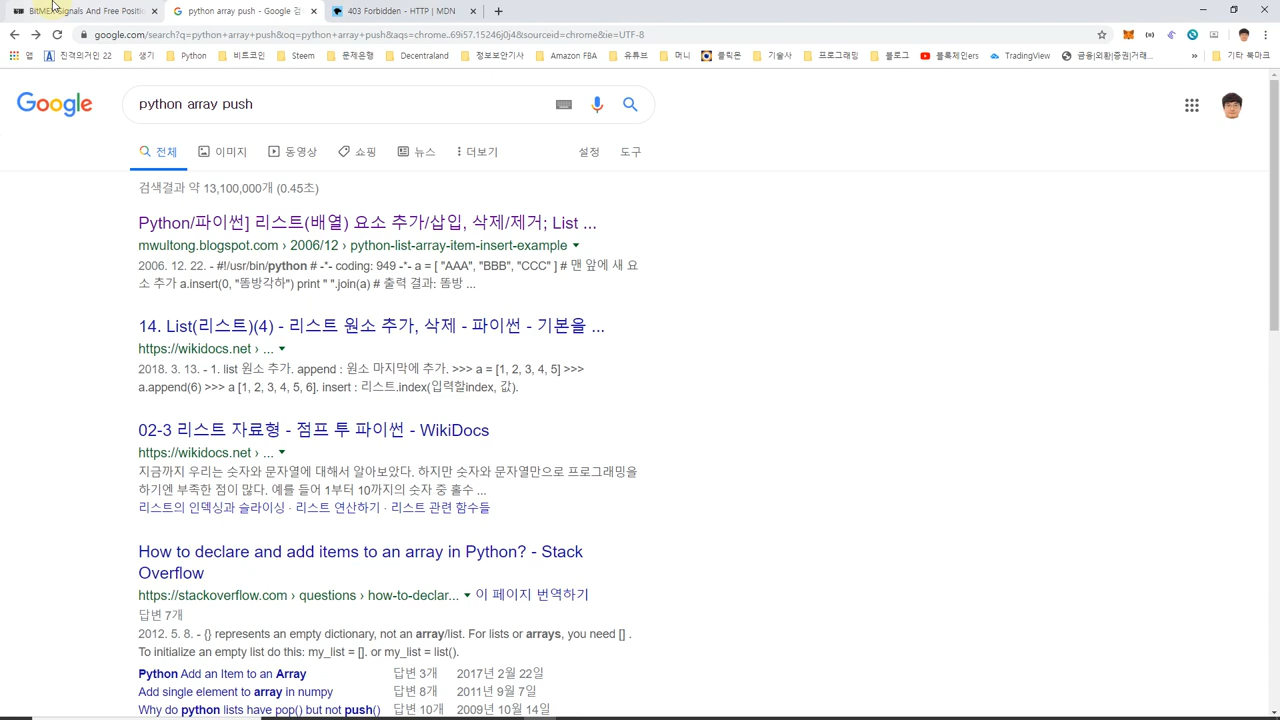 BitMEX Signals And Free Positio
python array push - Google 검
403 Forbidden - HTTP | MDN
google.com/search?q=python+array+push&oq=python+array+push&aqs=chrome..69i57.15246j0j4&sourceid=chrome&ie=UTF-8
앱 진격의거인 22 생기 Python 비트코인 Steem 문제은행 Decentraland 정보보안기사 Amazon FBA 유튜브 머니 클릭몬 기술사 프로그래밍 블로그 블록체인ers TradingView 금융|외환|증권|거래... » 기타 북마크
Google python array push
전체 이미지 동영상 쇼핑 뉴스 더보기 설정 도구
검색결과 약 13,100,000개 (0.45초)
Python/파이썬] 리스트(배열) 요소 추가/삽입, 삭제/제거; List ...
mwultong.blogspot.com › 2006/12 › python-list-array-item-insert-example
2006. 12. 22. - #!/usr/bin/python # -*- coding: 949 -*- a = [ "AAA", "BBB", "CCC" ] # 맨 앞에 새 요
소 추가 a.insert(0, "똠방각하") print " ".join(a) # 출력 결과: 똠방 ...
14. List(리스트)(4) - 리스트 원소 추가, 삭제 - 파이썬 - 기본을 ...
https://wikidocs.net › ...
2018. 3. 13. - 1. list 원소 추가. append : 원소 마지막에 추가. >>> a = [1, 2, 3, 4, 5] >>>
a.append(6) >>> a [1, 2, 3, 4, 5, 6]. insert : 리스트.index(입력할index, 값).
02-3 리스트 자료형 - 점프 투 파이썬 - WikiDocs
https://wikidocs.net › ...
지금까지 우리는 숫자와 문자열에 대해서 알아보았다. 하지만 숫자와 문자열만으로 프로그래밍을
하기엔 부족한 점이 많다. 예를 들어 1부터 10까지의 숫자 중 홀수 ...
리스트의 인덱싱과 슬라이싱 · 리스트 연산하기 · 리스트 관련 함수들
How to declare and add items to an array in Python? - Stack
Overflow
https://stackoverflow.com › questions › how-to-declar... 이 페이지 번역하기
답변 7개
2012. 5. 8. - {} represents an empty dictionary, not an array/list. For lists or arrays, you need [] .
To initialize an empty list do this: my_list = []. or my_list = list().
Python Add an Item to an Array 답변 3개 2017년 2월 22일
Add single element to array in numpy 답변 8개 2011년 9월 7일
Why do python lists have pop() but not push() 답변 10개 2009년 10월 14일